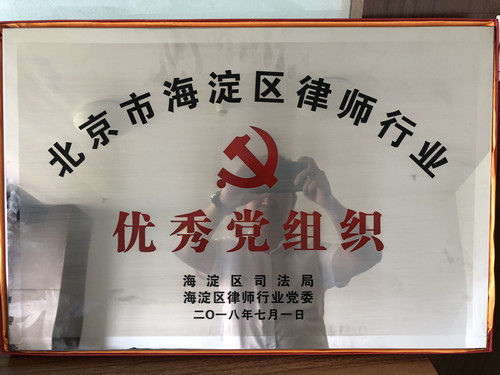 北京市海淀区律师行业
优秀党组织
海淀区司法局
海淀区律师行业党委
二〇一八年七月一日